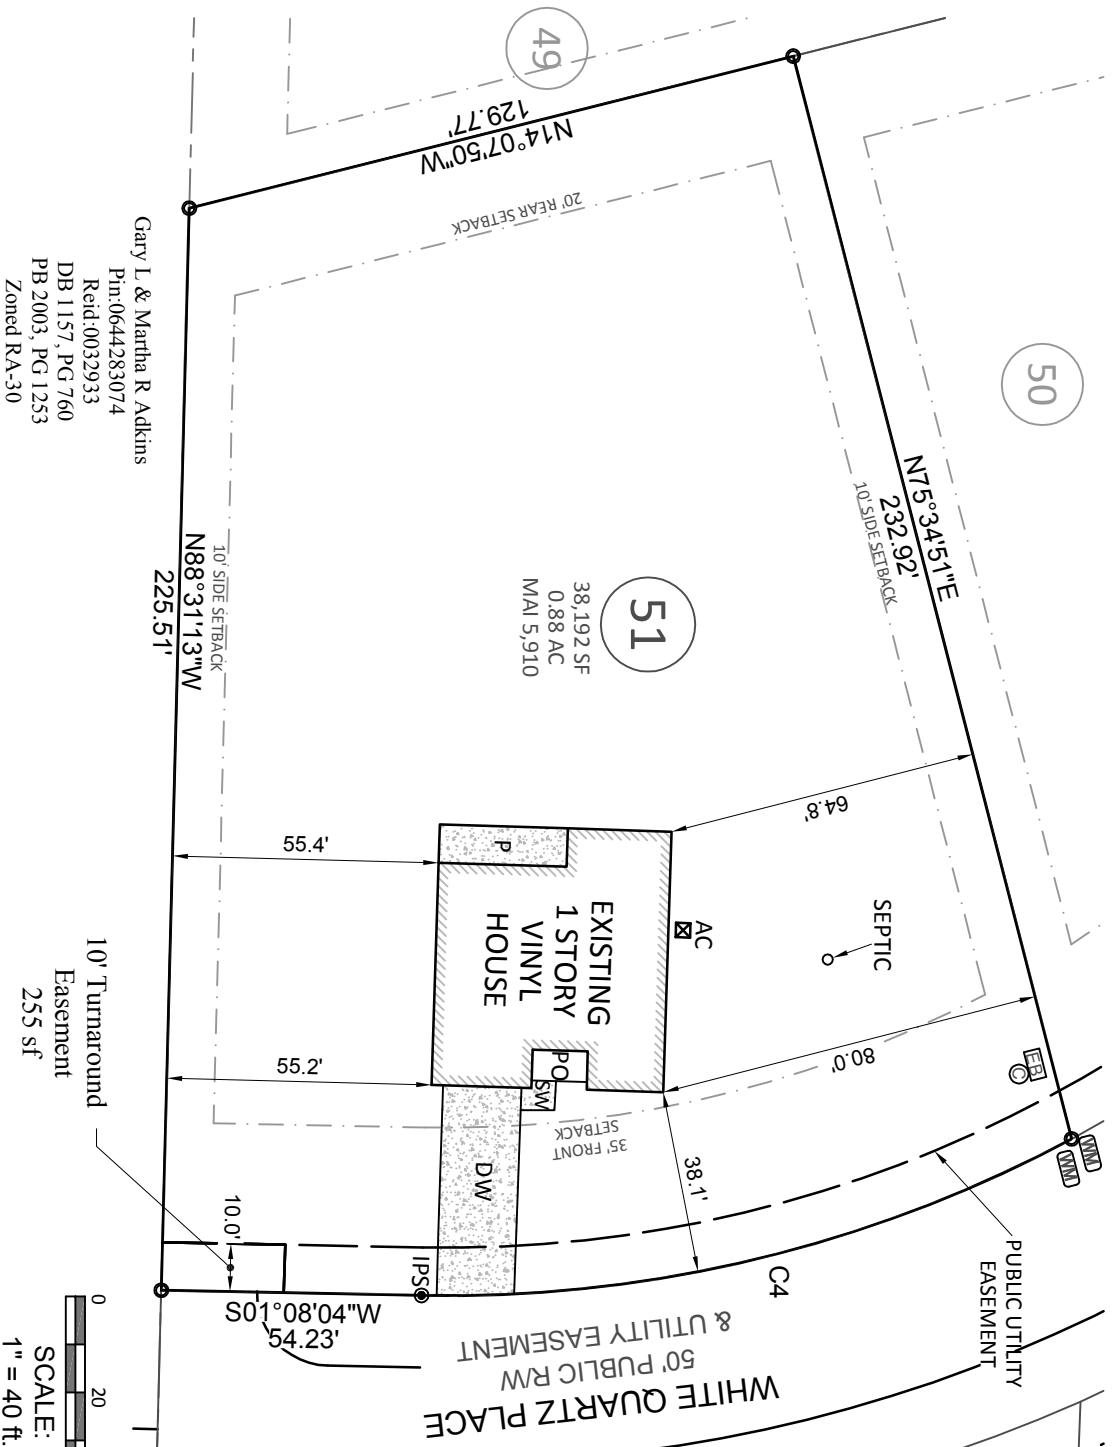 49
N14°07'50"W
129.77'
20' REAR SETBACK
50
N75°34'51"E
232.92'
10' SIDE SETBACK
Gary L & Martha R Adkins
Pin:0644283074
Reid:0032933
DB 1157, PG 760
PB 2003, PG 1253
Zoned RA-30
10' SIDE SETBACK
N88°31'13"W
225.51'
51
38,192 SF
0.88 AC
MAI 5,910
64.8'
55.4'
P
EXISTING
1 STORY
VINYL
HOUSE
AC
SEPTIC
PO
SW
80.0'
55.2'
EB
C
WM
WM
35' FRONT
SETBACK
DW
38.1'
10' Turnaround
Easement
255 sf
10.0'
IPS
S01°08'04"W
54.23'
C4
PUBLIC UTILITY
EASEMENT
WHITE QUARTZ PLACE
50' PUBLIC R/W
& UTILITY EASEMENT
0
20
SCALE:
1" = 40 ft.